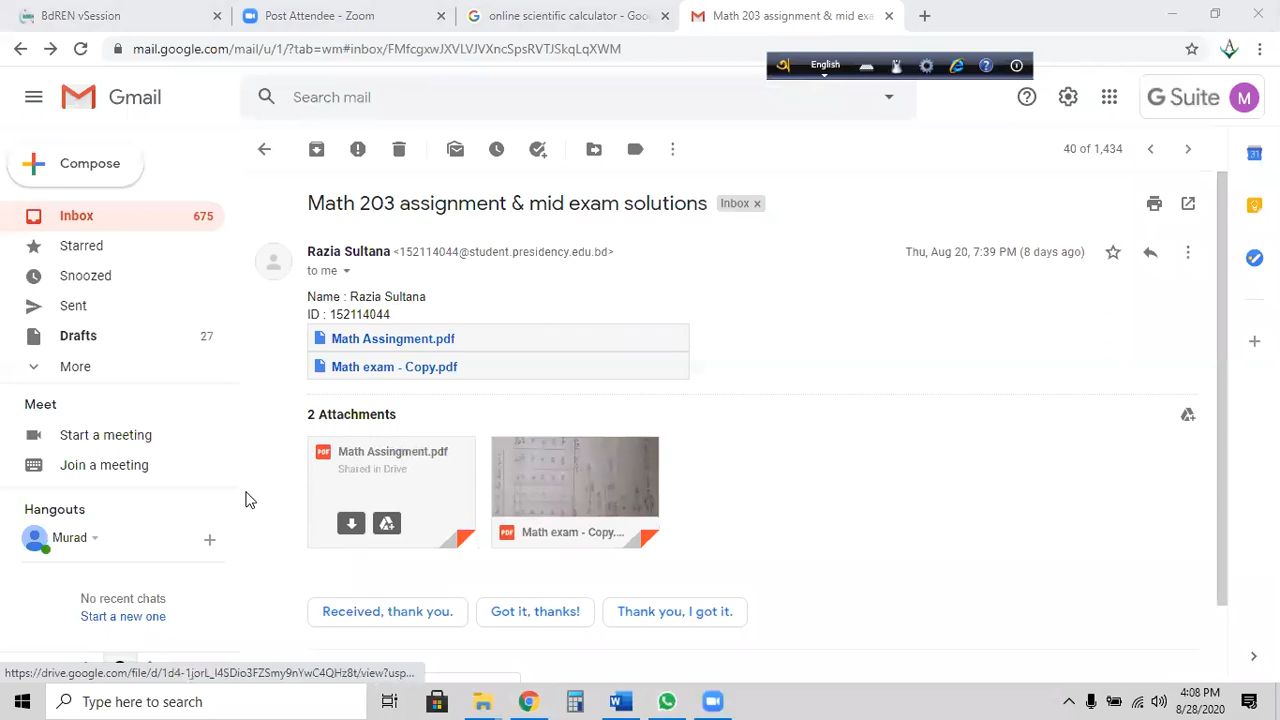 BdREN vSession
Post Attendee - Zoom
online scientific calculator - Goo
Math 203 assignment & mid exa
mail.google.com/mail/u/1/?tab=wm#inbox/FMfcgxwJXVLVJVXncSpsRVTJSkqLqXWM
English
Gmail
Search mail
G Suite M
Compose
40 of 1,434
Math 203 assignment & mid exam solutions Inbox x
Inbox 675
Starred
Snoozed
Sent
Drafts 27
More
Razia Sultana <152114044@student.presidency.edu.bd>
Thu, Aug 20, 7:39 PM (8 days ago)
to me
Name : Razia Sultana
ID : 152114044
Math Assingment.pdf
Math exam - Copy.pdf
2 Attachments
Math Assingment.pdf
Shared in Drive
PDF
PDF Math exam - Copy....
Meet
Start a meeting
Join a meeting
Hangouts
Murad
No recent chats
Start a new one
Received, thank you.
Got it, thanks!
Thank you, I got it.
https://drive.google.com/file/d/1d4-1jorL_I4SDio3FZSmy9nYwC4QHz8t/view?usp...
Type here to search
4:08 PM
8/28/2020